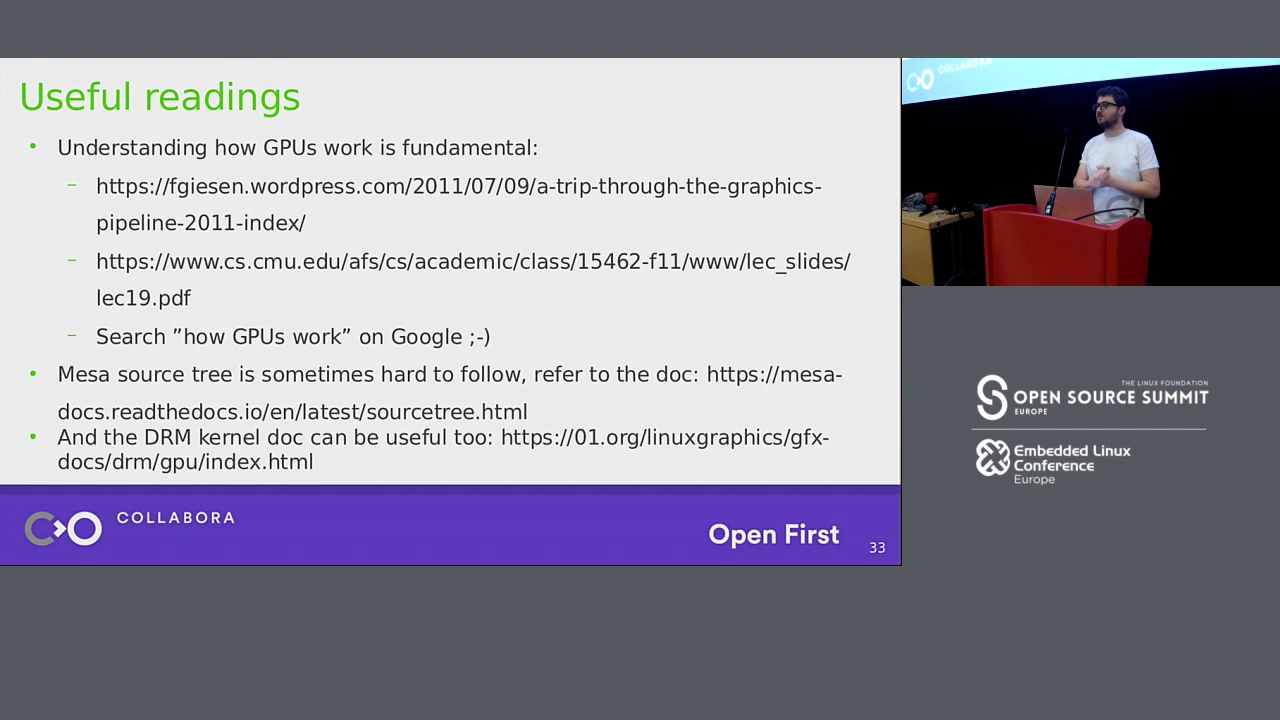 Useful readings
• Understanding how GPUs work is fundamental:
– https://fgiesen.wordpress.com/2011/07/09/a-trip-through-the-graphics-
pipeline-2011-index/
– https://www.cs.cmu.edu/afs/cs/academic/class/15462-f11/www/lec_slides/
lec19.pdf
– Search ”how GPUs work” on Google ;-)
• Mesa source tree is sometimes hard to follow, refer to the doc: https://mesa-
docs.readthedocs.io/en/latest/sourcetree.html
• And the DRM kernel doc can be useful too: https://01.org/linuxgraphics/gfx-
docs/drm/gpu/index.html
COLLABORA
Open First
33
COLLABORA
THE LINUX FOUNDATION
OPEN SOURCE SUMMIT
EUROPE
Embedded Linux
Conference
Europe